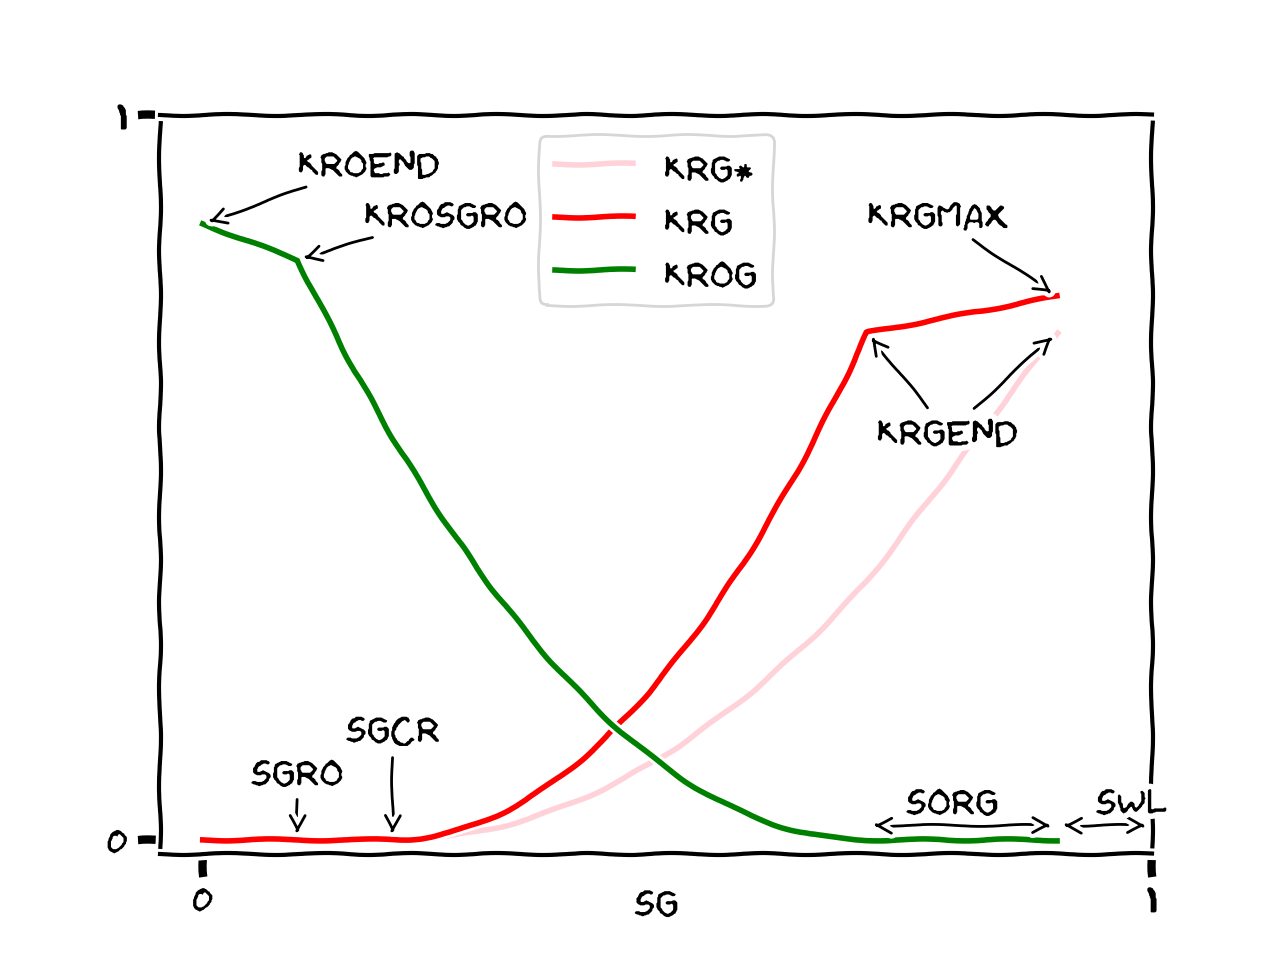 1
KROEND
KROSGRO
KRG*
KRG
KROG
KRGMAX
KRGEND
SGCR
SGRO
SORG
SWL
0
0
SG
1